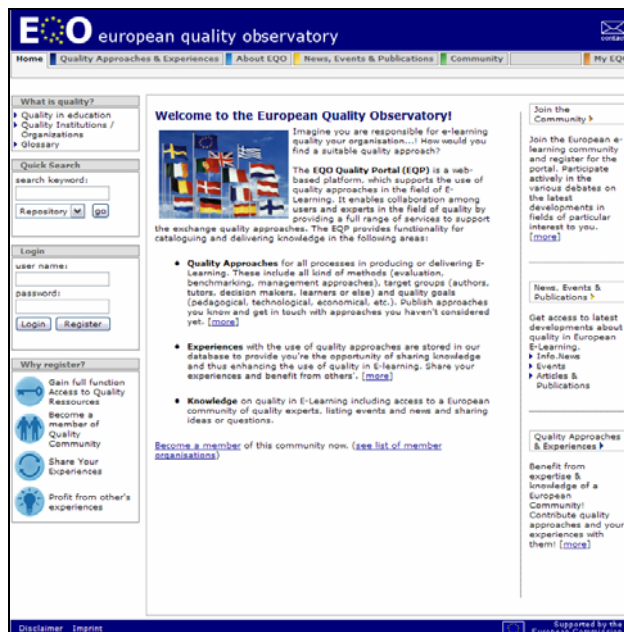 EQO european quality observatory
contact
Home Quality Approaches & Experiences About EQO News, Events & Publications Community My EQO
What is quality?
Quality in education
Quality Institutions /
Organizations
Glossary
Quick Search
search keyword:
Repository go
Login
user name:
password:
Login Register
Why register?
Gain full function
Access to Quality
Ressources
Become a
member of
Quality
Community
Share Your
Experiences
Profit from other's
experiences
Welcome to the European Quality Observatory!
Imagine you are responsible for e-learning
quality your organisation...! How would you
find a suitable quality approach?
The EQO Quality Portal (EQP) is a web-
based platform, which supports the use of
quality approaches in the field of E-
Learning. It enables collaboration among
users and experts in the field of quality by
providing a full range of services to support
the exchange quality approaches. The EQP provides functionality for
cataloguing and delivering knowledge in the following areas:
Quality Approaches for all processes in producing or delivering E-
Learning. These include all kind of methods (evaluation,
benchmarking, management approaches), target groups (authors,
tutors, decision makers, learners or else) and quality goals
(pedagogical, technological, economical, etc.). Publish approaches
you know and get in touch with approaches you haven't considered
yet. [more]
Experiences with the use of quality approaches are stored in our
database to provide you're the opportunity of sharing knowledge
and thus enhancing the use of quality in E-learning. Share your
experiences and benefit from others'. [more]
Knowledge on quality in E-Learning including access to a European
community of quality experts, listing events and news and sharing
ideas or questions.
Become a member of this community now. (see list of member
organisations)
Join the
Community
Join the European e-
learning community
and register for the
portal. Participate
actively in the
various debates on
the latest
developments in
fields of particular
interest to you.
[more]
News, Events &
Publications
Get access to latest
developments about
quality in European
E-Learning.
Info.News
Events
Articles &
Publications
Quality Approaches
& Experiences
Benefit from
expertise &
knowledge of a
European
Community!
Contribute quality
approaches and your
experiences with
them! [more]
Disclaimer Imprint
Supported by the
European Commission